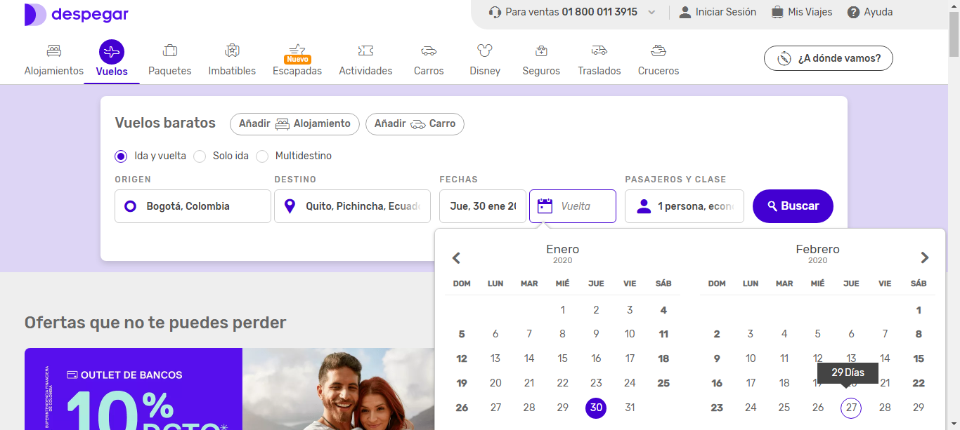 despegar
Para ventas 01 800 011 3915
Iniciar Sesión
Mis Viajes
Ayuda
Alojamientos
Vuelos
Paquetes
Imbatibles
Nuevo
Escapadas
Actividades
Carros
Disney
Seguros
Traslados
Cruceros
¿A dónde vamos?
Vuelos baratos
Añadir Alojamiento
Añadir Carro
Ida y vuelta
Solo ida
Multidestino
ORIGEN
DESTINO
FECHAS
PASAJEROS Y CLASE
Bogotá, Colombia
Quito, Pichincha, Ecuad
Jue, 30 ene 2
Vuelta
1 persona, econ
Buscar
Enero
2020
DOM LUN MAR MIÉ JUE VIE SÁB
1 2 3 4
5 6 7 8 9 10 11
12 13 14 15 16 17 18
19 20 21 22 23 24 25
26 27 28 29 30 31
Febrero
2020
DOM LUN MAR MIÉ JUE VIE SÁB
1
2 3 4 5 6 7 8
9 10 11 12 13 14 15
16 17 18 19 22
29 Días
23 24 25 26 27 28 29
Ofertas que no te puedes perder
OUTLET DE BANCOS
10%
DCTO*